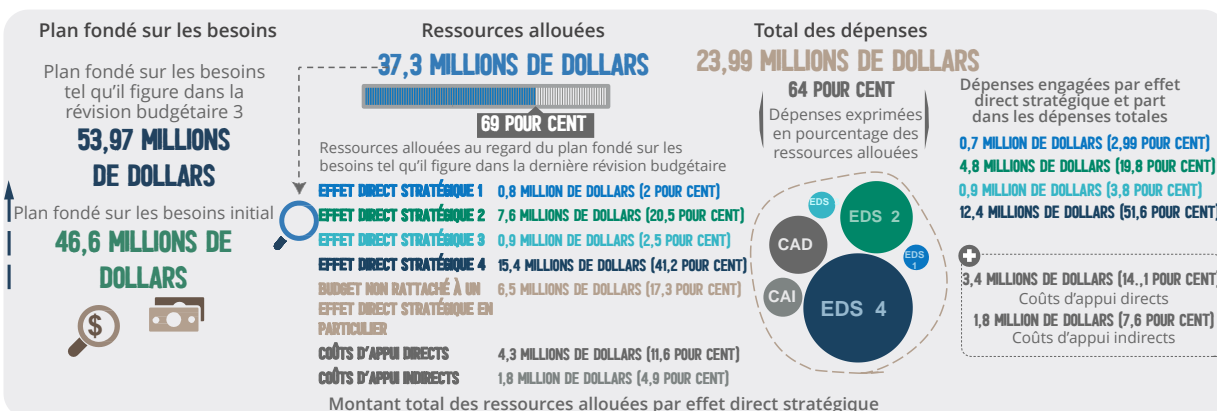 Plan fondé sur les besoins
Plan fondé sur les besoins
tel qu'il figure dans la
révision budgétaire 3
53,97 MILLIONS
DE DOLLARS
Plan fondé sur les besoins initial
46,6 MILLIONS DE
DOLLARS
$
Ressources allouées
37,3 MILLIONS DE DOLLARS
69 POUR CENT
Ressources allouées au regard du plan fondé sur les
besoins tel qu'il figure dans la dernière révision budgétaire
EFFET DIRECT STRATÉGIQUE 1 0,8 MILLION DE DOLLARS (2 POUR CENT)
EFFET DIRECT STRATÉGIQUE 2 7,6 MILLIONS DE DOLLARS (20,5 POUR CENT)
EFFET DIRECT STRATÉGIQUE 3 0,9 MILLION DE DOLLARS (2,5 POUR CENT)
EFFET DIRECT STRATÉGIQUE 4 15,4 MILLIONS DE DOLLARS (41,2 POUR CENT)
BUDGET NON RATTACHÉ À UN 6,5 MILLIONS DE DOLLARS (17,3 POUR CENT)
EFFET DIRECT STRATÉGIQUE EN
PARTICULIER
COÛTS D'APPUI DIRECTS 4,3 MILLIONS DE DOLLARS (11,6 POUR CENT)
COÛTS D'APPUI INDIRECTS 1,8 MILLION DE DOLLARS (4,9 POUR CENT)
Montant total des ressources allouées par effet direct stratégique
Total des dépenses
23,99 MILLIONS DE DOLLARS
64 POUR CENT
Dépenses exprimées
en pourcentage des
ressources allouées
EDS
EDS 2
CAD
EDS
1
CAI
EDS 4
Dépenses engagées par effet
direct stratégique et part
dans les dépenses totales
0,7 MILLION DE DOLLARS (2,99 POUR CENT)
4,8 MILLIONS DE DOLLARS (19,8 POUR CENT)
0,9 MILLION DE DOLLARS (3,8 POUR CENT)
12,4 MILLIONS DE DOLLARS (51,6 POUR CENT)
3,4 MILLIONS DE DOLLARS (14.,1 POUR CENT)
Coûts d'appui directs
1,8 MILLION DE DOLLARS (7,6 POUR CENT)
Coûts d'appui indirects